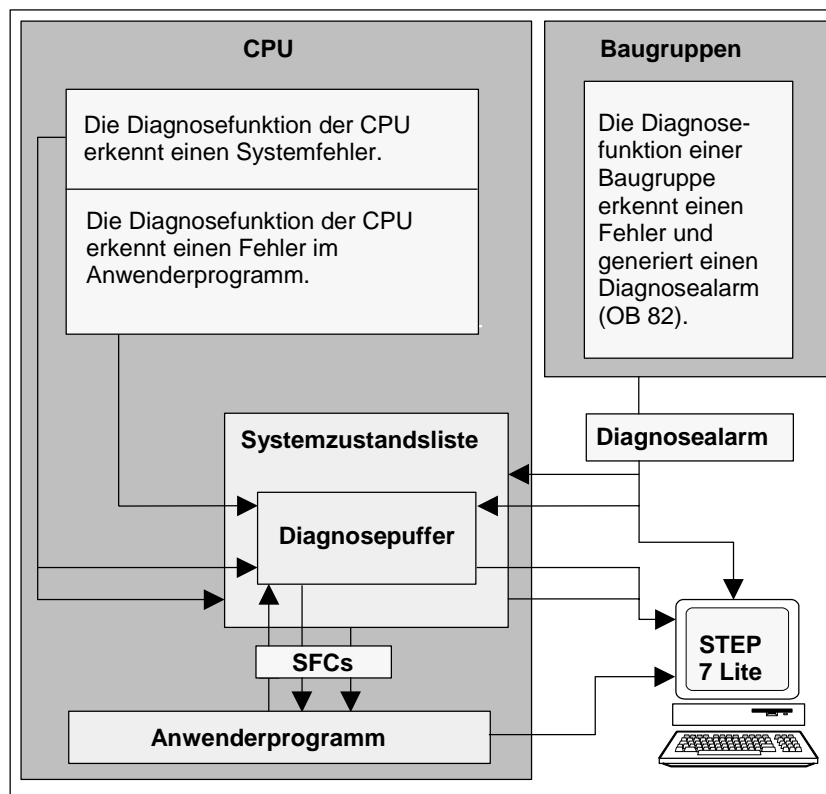 CPU
Die Diagnosefunktion der CPU
erkennt einen Systemfehler.
Die Diagnosefunktion der CPU
erkennt einen Fehler im
Anwenderprogramm.
Baugruppen
Die Diagnose-
funktion einer
Baugruppe
erkennt einen
Fehler und
generiert einen
Diagnosealarm
(OB 82).
Systemzustandsliste
Diagnosealarm
Diagnosepuffer
SFCs
STEP
7 Lite
Anwenderprogramm